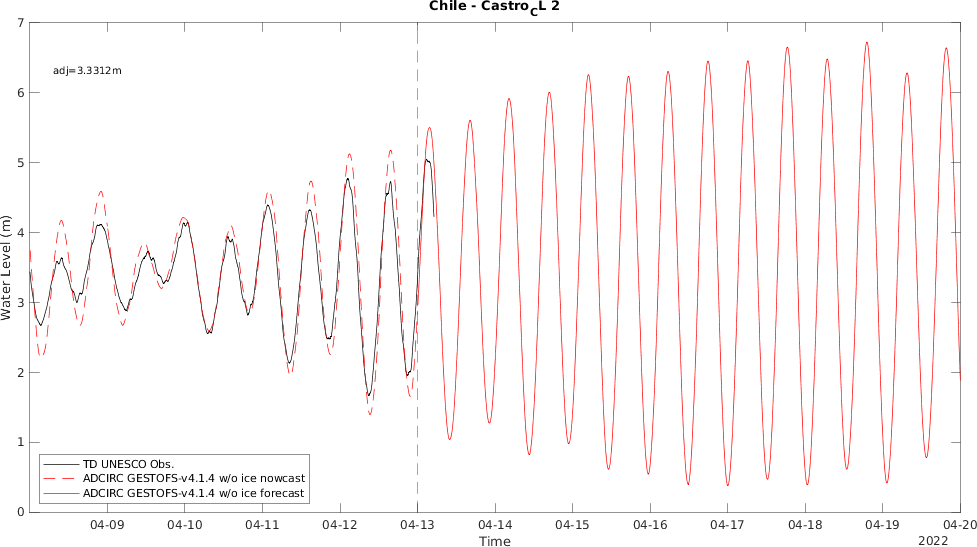 Chile - Castro_CL 2
adj=3.3312m
Water Level (m)
7
6
5
4
3
2
1
0
TD UNESCO Obs.
ADCIRC GESTOFS-v4.1.4 w/o ice nowcast
ADCIRC GESTOFS-v4.1.4 w/o ice forecast
04-09 04-10 04-11 04-12 04-13 04-14 04-15 04-16 04-17 04-18 04-19 04-20
Time
2022